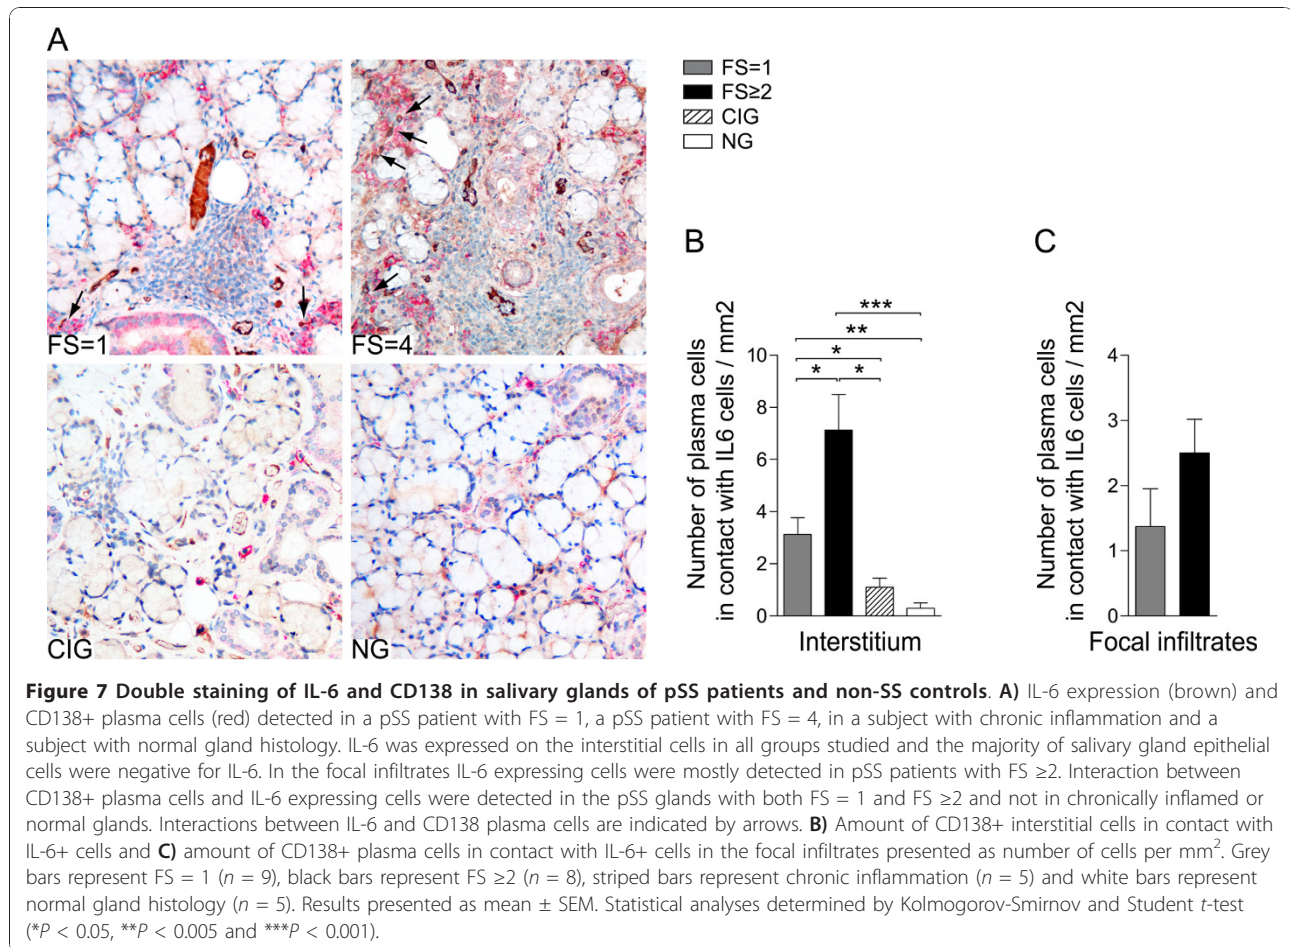 A
FS=1
FS≥2
CIG
NG
FS=1
FS=4
CIG
NG
B
Number of plasma cells
in contact with IL6 cells / mm2
10
8
6
4
2
0
***
**
*
*
*
Interstitium
C
Number of plasma cells
in contact with IL6 cells / mm2
4
3
2
1
0
Focal infiltrates
Figure 7 Double staining of IL-6 and CD138 in salivary glands of pSS patients and non-SS controls. A) IL-6 expression (brown) and
CD138+ plasma cells (red) detected in a pSS patient with FS = 1, a pSS patient with FS = 4, in a subject with chronic inflammation and a
subject with normal gland histology. IL-6 was expressed on the interstitial cells in all groups studied and the majority of salivary gland epithelial
cells were negative for IL-6. In the focal infiltrates IL-6 expressing cells were mostly detected in pSS patients with FS ≥2. Interaction between
CD138+ plasma cells and IL-6 expressing cells were detected in the pSS glands with both FS = 1 and FS ≥2 and not in chronically inflamed or
normal glands. Interactions between IL-6 and CD138 plasma cells are indicated by arrows. B) Amount of CD138+ interstitial cells in contact with
IL-6+ cells and C) amount of CD138+ plasma cells in contact with IL-6+ cells in the focal infiltrates presented as number of cells per mm². Grey
bars represent FS = 1 (n = 9), black bars represent FS ≥2 (n = 8), striped bars represent chronic inflammation (n = 5) and white bars represent
normal gland histology (n = 5). Results presented as mean ± SEM. Statistical analyses determined by Kolmogorov-Smirnov and Student t-test
(*P < 0.05, **P < 0.005 and ***P < 0.001).